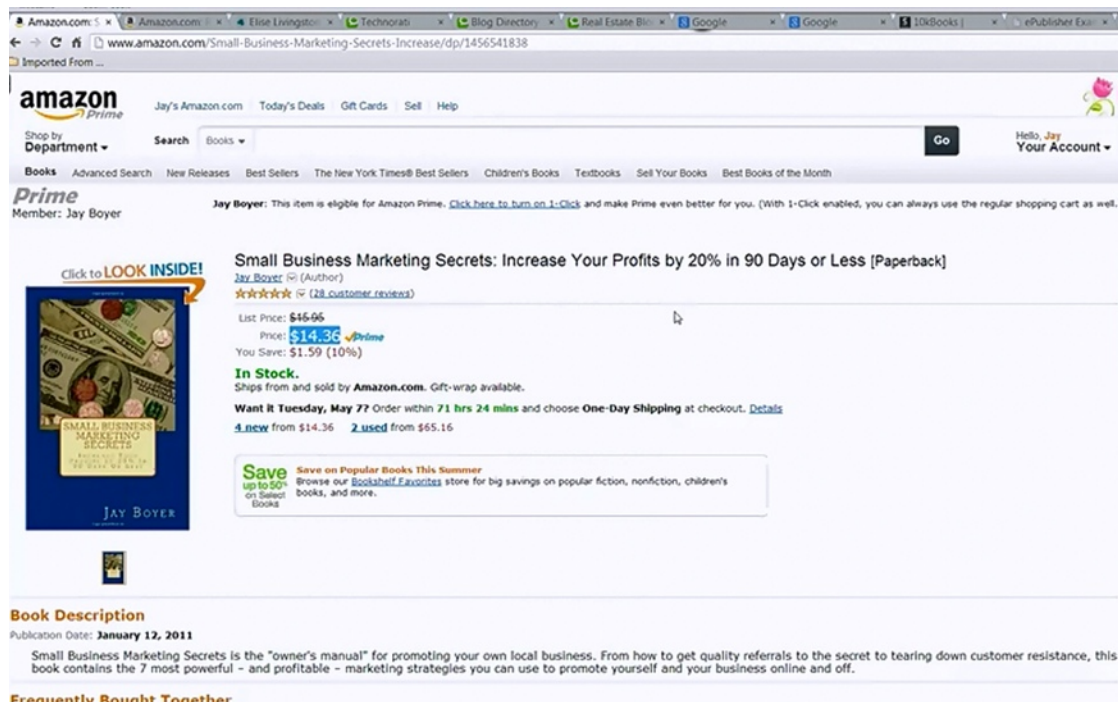 Amazon.com: S
Amazon.com: F
Elise Livingston
Technorati
Blog Directory
Real Estate Blo
Google
Google
10kBooks |
ePublisher Exa
www.amazon.com/Small-Business-Marketing-Secrets-Increase/dp/1456541838
Imported From ...
amazon
Prime
Jay's Amazon.com Today's Deals Gift Cards Sell Help
Shop by
Department
Search Books Go
Hello, Jay
Your Account
Books Advanced Search New Releases Best Sellers The New York Times® Best Sellers Children's Books Textbooks Sell Your Books Best Books of the Month
Prime
Member: Jay Boyer
Jay Boyer: This item is eligible for Amazon Prime. Click here to turn on 1-Click and make Prime even better for you. (With 1-Click enabled, you can always use the regular shopping cart as well.
Click to LOOK INSIDE!
SMALL BUSINESS
MARKETING
SECRETS
JAY BOYER
Small Business Marketing Secrets: Increase Your Profits by 20% in 90 Days or Less [Paperback]
Jay Boyer (Author)
(28 customer reviews)
List Price: $15.95
Price: $14.36 Prime
You Save: $1.59 (10%)
In Stock.
Ships from and sold by Amazon.com. Gift-wrap available.
Want it Tuesday, May 7? Order within 71 hrs 24 mins and choose One-Day Shipping at checkout. Details
4 new from $14.36 2 used from $65.16
Save
up to 50%
on Select
Books
Save on Popular Books This Summer
Browse our Bookshelf Favorites store for big savings on popular fiction, nonfiction, children's
books, and more.
Book Description
Publication Date: January 12, 2011
Small Business Marketing Secrets is the "owner's manual" for promoting your own local business. From how to get quality referrals to the secret to tearing down customer resistance, this
book contains the 7 most powerful – and profitable – marketing strategies you can use to promote yourself and your business online and off.
Frequently Bought Together